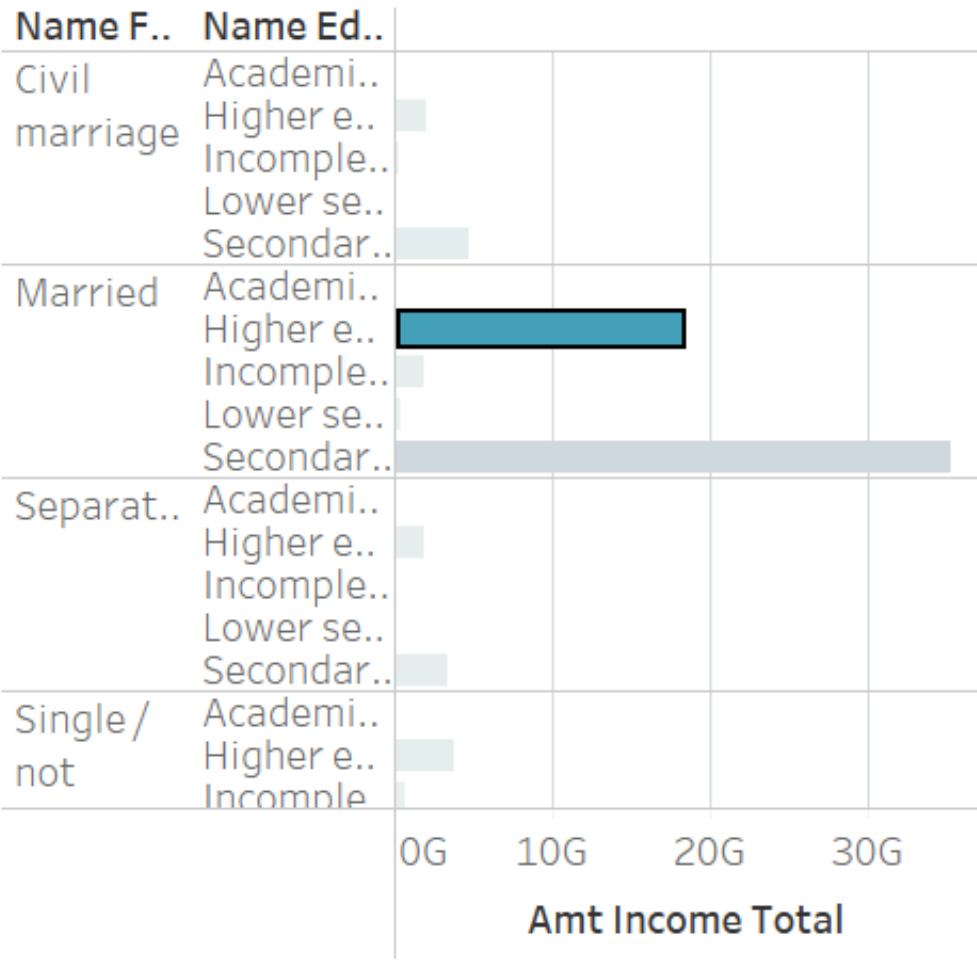 Name F.. Name Ed..
Civil marriage
Academi..
Higher e..
Incomple..
Lower se..
Secondar..
Married
Academi..
Higher e..
Incomple..
Lower se..
Secondar..
Separat..
Academi..
Higher e..
Incomple..
Lower se..
Secondar..
Single / not
Academi..
Higher e..
Incomple
0G 10G 20G 30G
Amt Income Total